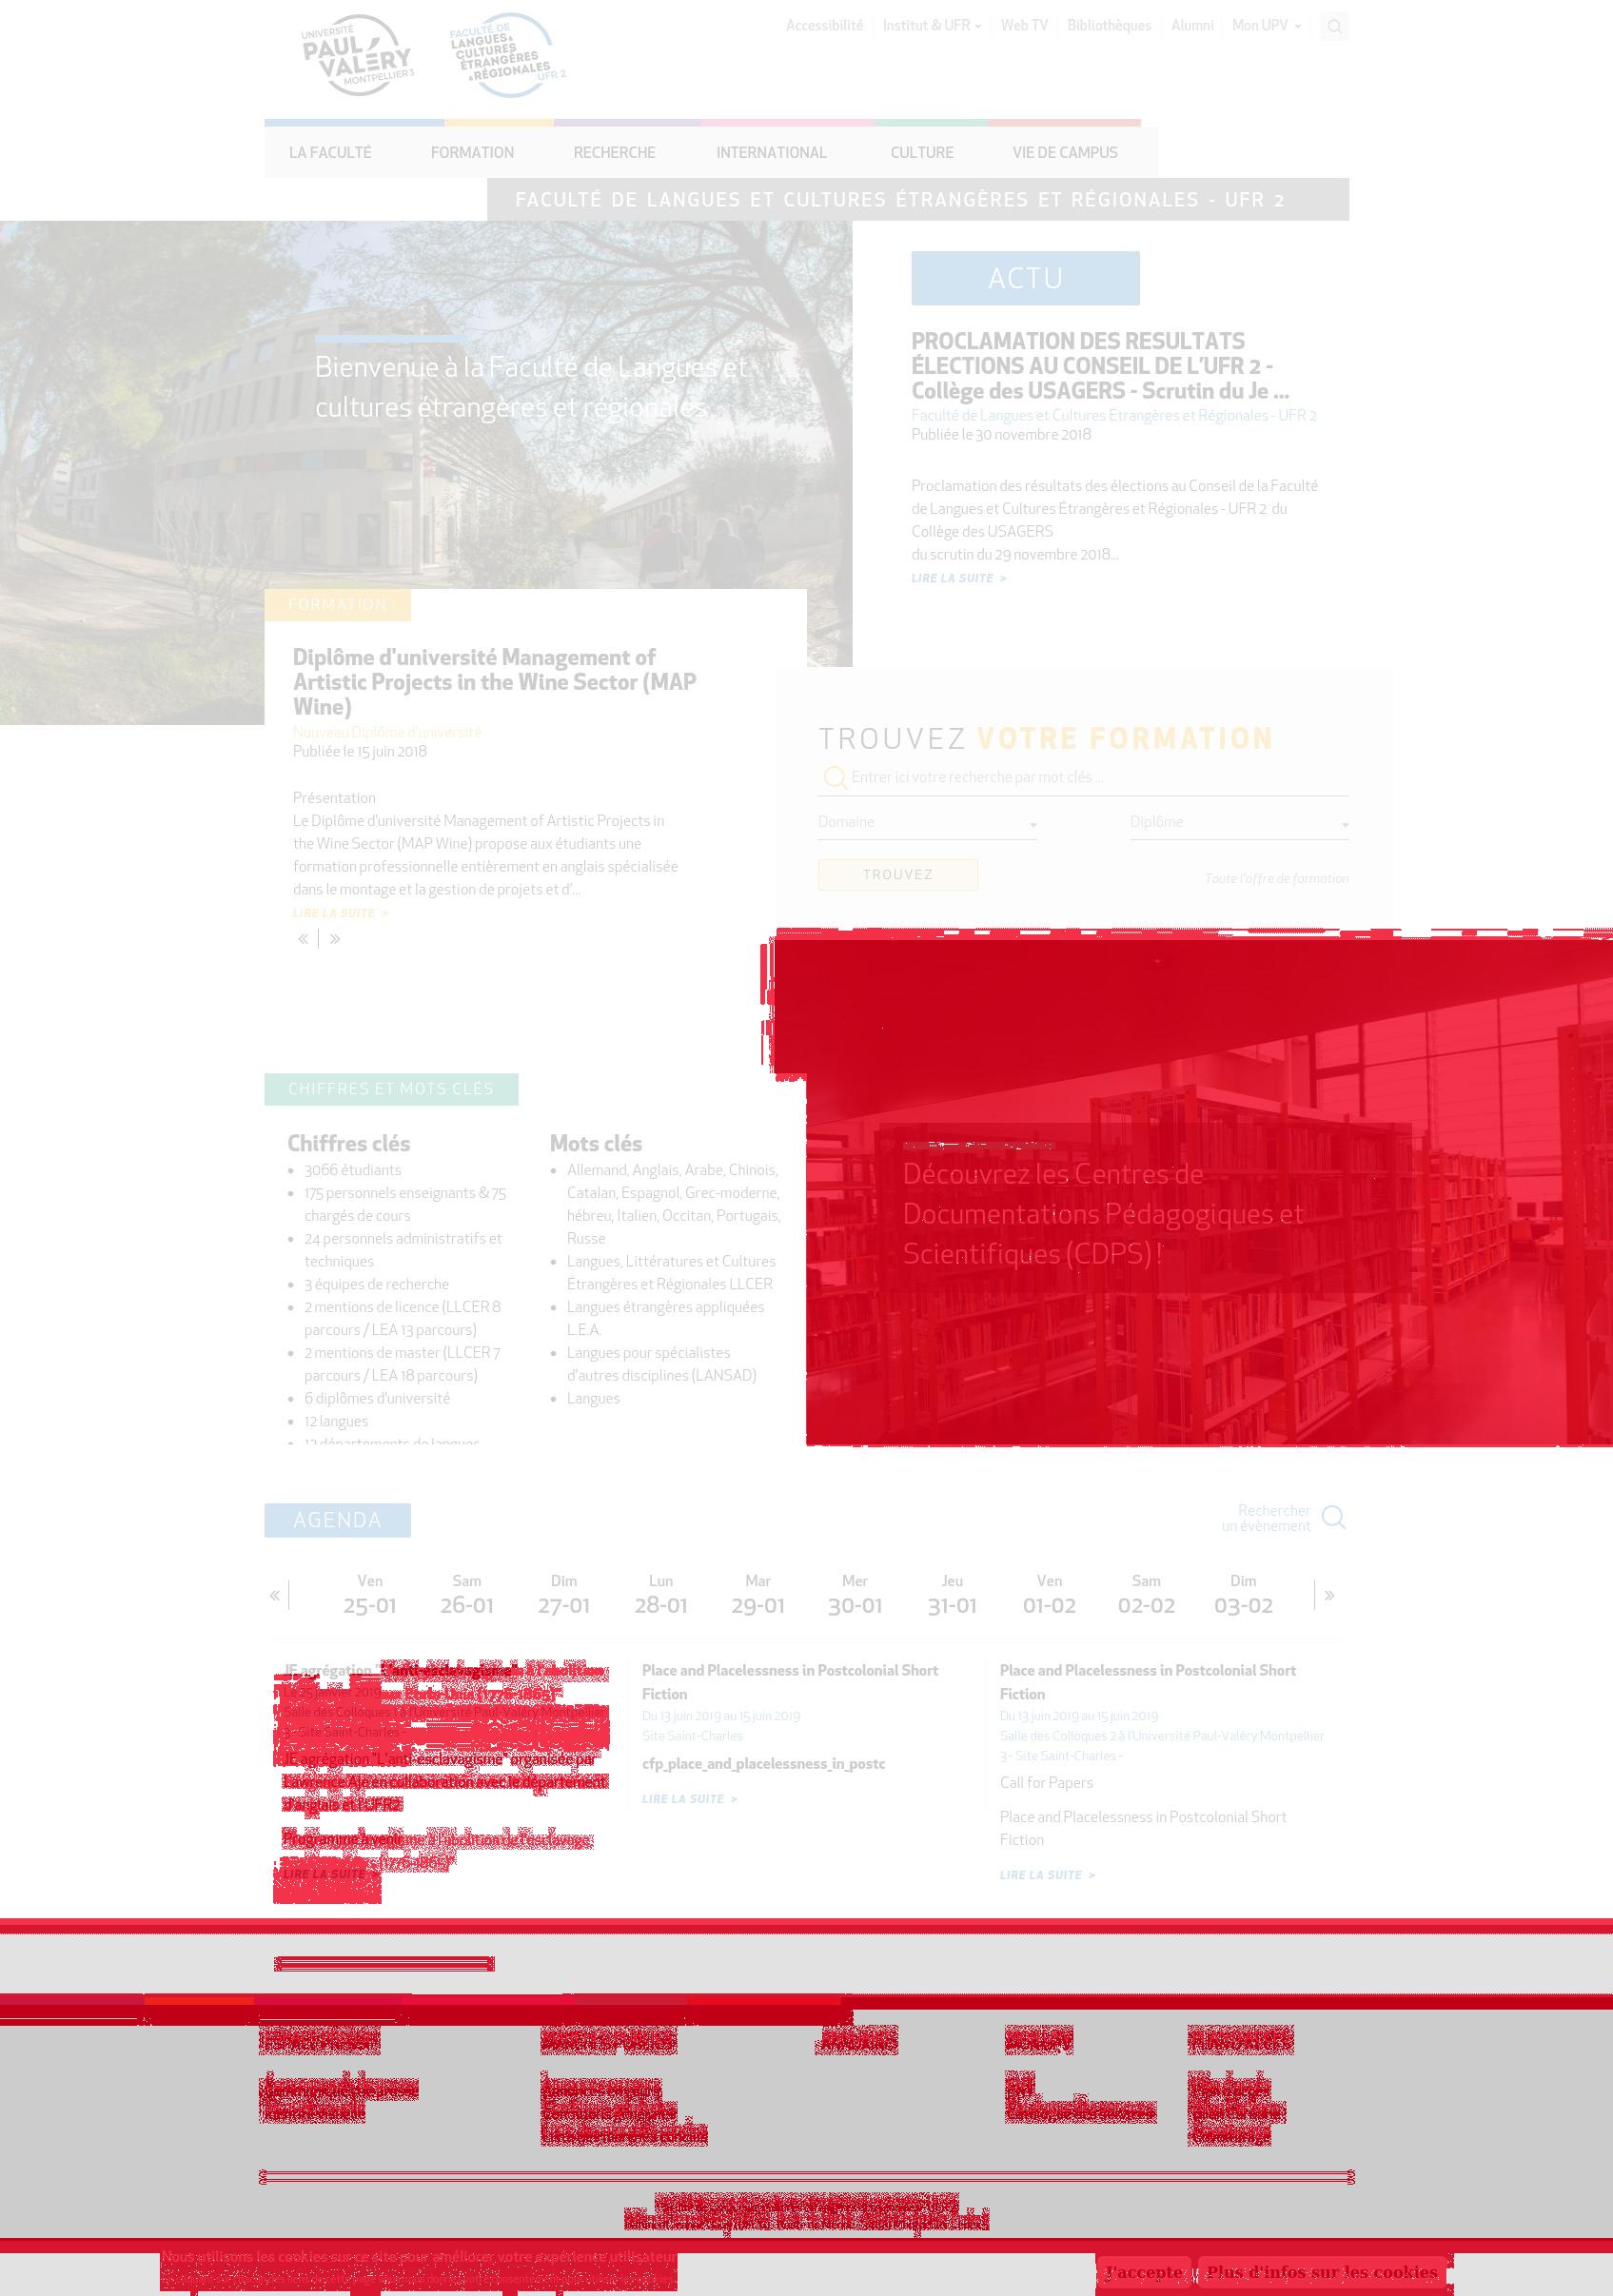 UNIVERSITÉ
PAUL
VALÉRY
MONTPELLIER 3
FACULTÉ DE
LANGUES &
CULTURES
ÉTRANGÈRES
& RÉGIONALES
UFR 2
Accessibilité
Institut & UFR
Web TV
Bibliothèques
Alumni
Mon UPV
LA FACULTÉ
FORMATION
RECHERCHE
INTERNATIONAL
CULTURE
VIE DE CAMPUS
FACULTÉ DE LANGUES ET CULTURES ÉTRANGÈRES ET RÉGIONALES - UFR 2
Bienvenue à la Faculté de Langues et
cultures étrangères et régionales.
ACTU
PROCLAMATION DES RESULTATS
ÉLECTIONS AU CONSEIL DE L'UFR 2 -
Collège des USAGERS - Scrutin du Je ...
Faculté de Langues et Cultures Etrangères et Régionales - UFR 2
Publiée le 30 novembre 2018
Proclamation des résultats des élections au Conseil de la Faculté
de Langues et Cultures Étrangères et Régionales - UFR 2 du
Collège des USAGERS
du scrutin du 29 novembre 2018...
LIRE LA SUITE >
FORMATION
Diplôme d'université Management of
Artistic Projects in the Wine Sector (MAP
Wine)
Nouveau Diplôme d'université
Publiée le 15 juin 2018
Présentation
Le Diplôme d'université Management of Artistic Projects in
the Wine Sector (MAP Wine) propose aux étudiants une
formation professionnelle entièrement en anglais spécialisée
dans le montage et la gestion de projets et d'...
LIRE LA SUITE >
« | »
TROUVEZ VOTRE FORMATION
Entrer ici votre recherche par mot clés ...
Domaine
Diplôme
TROUVEZ
Toute l'offre de formation
CHIFFRES ET MOTS CLÉS
Chiffres clés
• 3066 étudiants
• 175 personnels enseignants & 75
chargés de cours
• 24 personnels administratifs et
techniques
• 3 équipes de recherche
• 2 mentions de licence (LLCER 8
parcours / LEA 13 parcours)
• 2 mentions de master (LLCER 7
parcours / LEA 18 parcours)
• 6 diplômes d'université
• 12 langues
• 12 départements de langues
Mots clés
• Allemand, Anglais, Arabe, Chinois,
Catalan, Espagnol, Grec-moderne,
hébreu, Italien, Occitan, Portugais,
Russe
• Langues, Littératures et Cultures
Etrangères et Régionales LLCER
• Langues étrangères appliquées
L.E.A.
• Langues pour spécialistes
d'autres disciplines (LANSAD)
• Langues
Découvrez les Centres de
Documentations Pédagogiques et
Scientifiques (CDPS) !
AGENDA
Rechercher
un évènement
« |
Ven
25-01
Sam
26-01
Dim
27-01
Lun
28-01
Mar
29-01
Mer
30-01
Jeu
31-01
Ven
01-02
Sam
02-02
Dim
03-02
| »
JE agrégation "L'anti-esclavagisme"
Le 25 janvier 2019
Salle des Colloques 1 à l'Université Paul-Valéry Montpellier
3 - Site Saint-Charles -
JE agrégation "L'anti-esclavagisme" organisée par
Lawrence Aje en collaboration avec le département
d'anglais et l'UFR2
Programme à venir
LIRE LA SUITE
Place and Placelessness in Postcolonial Short
Fiction
Du 13 juin 2019 au 15 juin 2019
Site Saint-Charles
cfp_place_and_placelessness_in_postc
LIRE LA SUITE >
Place and Placelessness in Postcolonial Short
Fiction
Du 13 juin 2019 au 15 juin 2019
Salle des Colloques 2 à l'Université Paul-Valéry Montpellier
3 - Site Saint-Charles -
Call for Papers
Place and Placelessness in Postcolonial Short
Fiction
LIRE LA SUITE >
Nous utilisons les cookies sur ce site pour améliorer votre expérience utilisateur
J'accepte
Plus d'infos sur les cookies